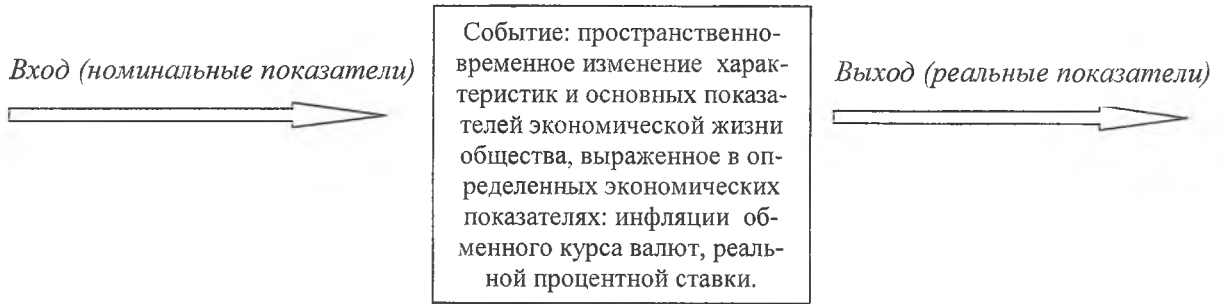 Вход (номинальные показатели)
Событие: пространственно-
временное изменение харак-
теристик и основных показа-
телей экономической жизни
общества, выраженное в оп-
ределенных экономических
показателях: инфляции об-
менного курса валют, реаль-
ной процентной ставки.
Выход (реальные показатели)